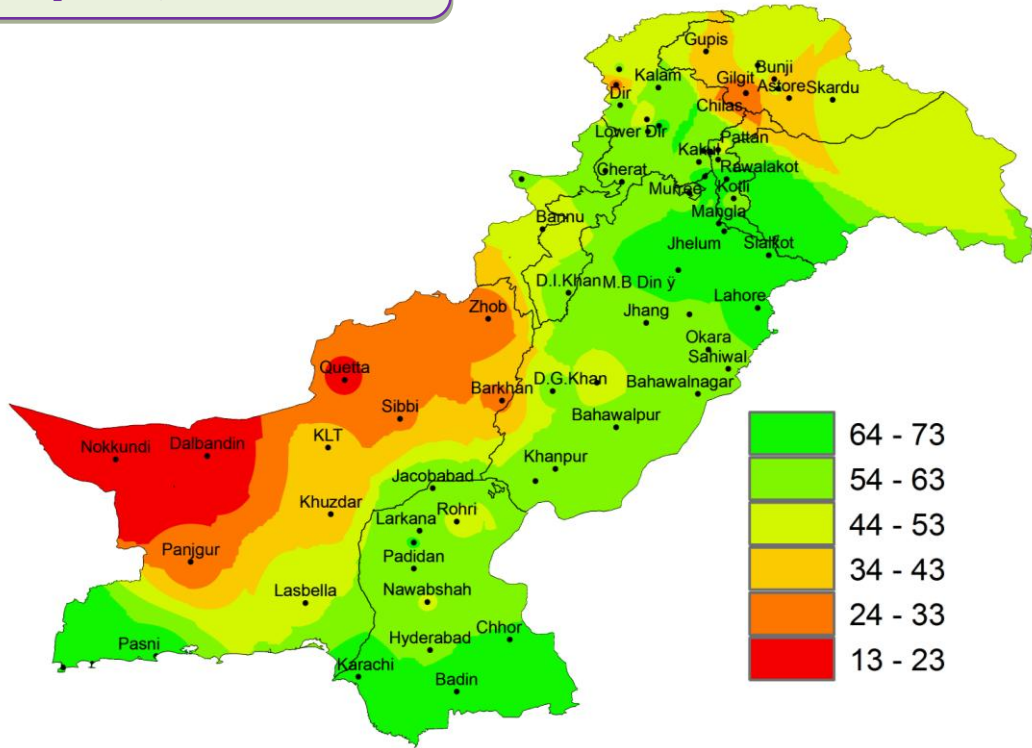 Gupis
Bunji
Kalam
Gilgit
Astore
Skardu
Dir
Chilas
Lower Dir
Pattan
Kakul
Rawalakot
Cherat
Murree
Kotli
Bannu
Mangla
Jhelum
Sialkot
D.I.Khan
M.B Din ÿ
Lahore
Zhob
Jhang
Okara
Sahiwal
Quetta
D.G.Khan
Bahawalnagar
Barkhan
Sibbi
Bahawalpur
KLT
Nokkundi
Dalbandin
Khanpur
Jacobabad
Khuzdar
Rohri
Larkana
Panjgur
Padidan
Lasbella
Nawabshah
Chhor
Pasni
Hyderabad
Karachi
Badin
64 - 73
54 - 63
44 - 53
34 - 43
24 - 33
13 - 23